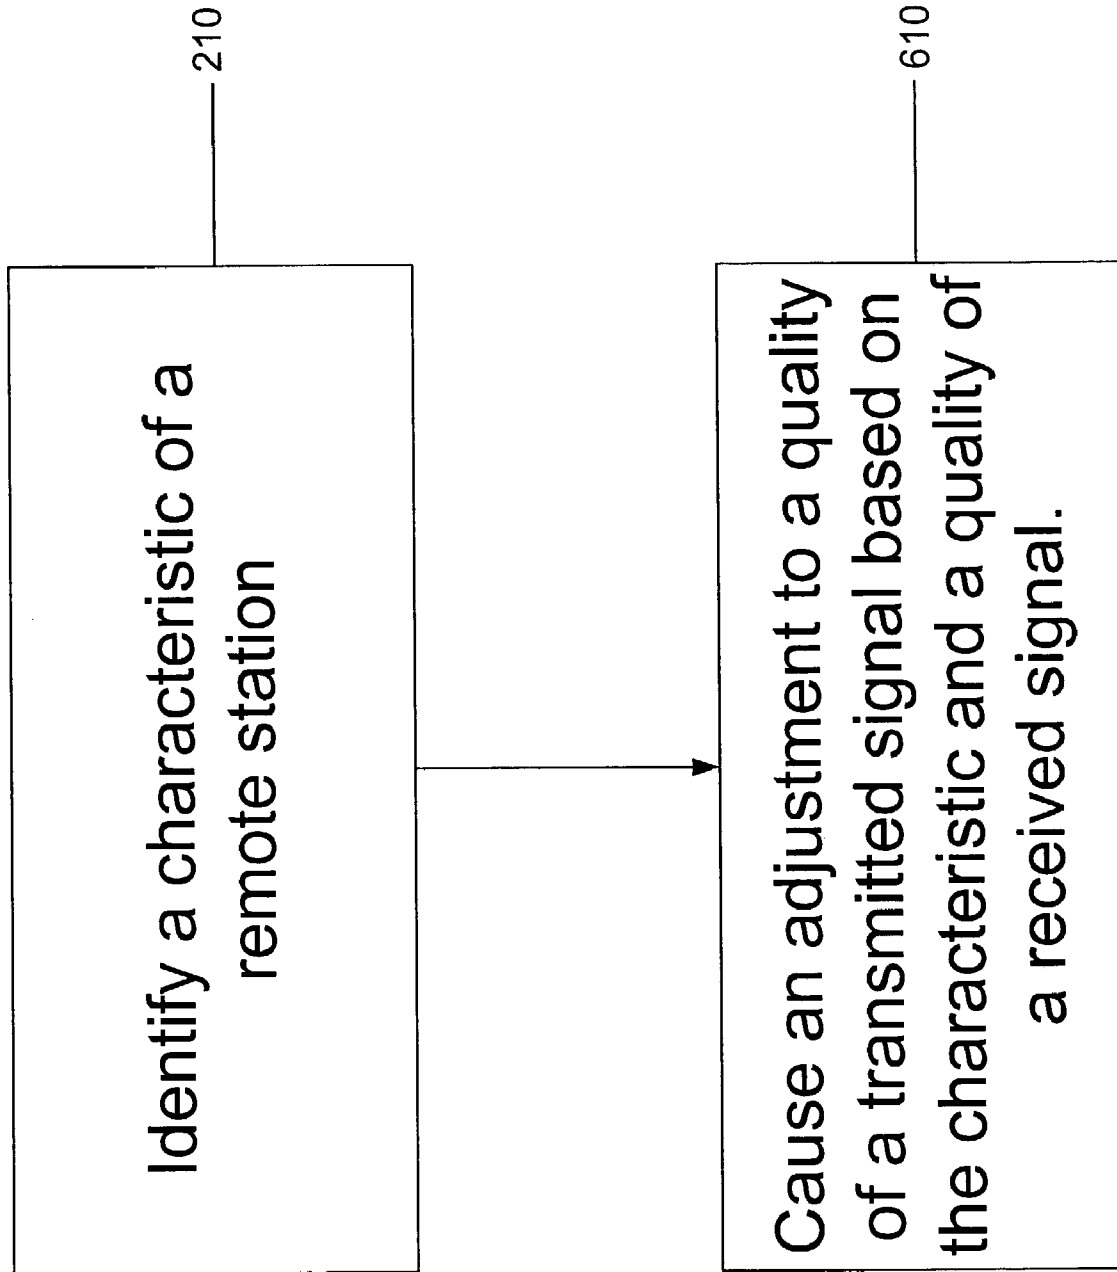 Identify a characteristic of a
remote station
210
Cause an adjustment to a quality
of a transmitted signal based on
the characteristic and a quality of
a received signal.
610